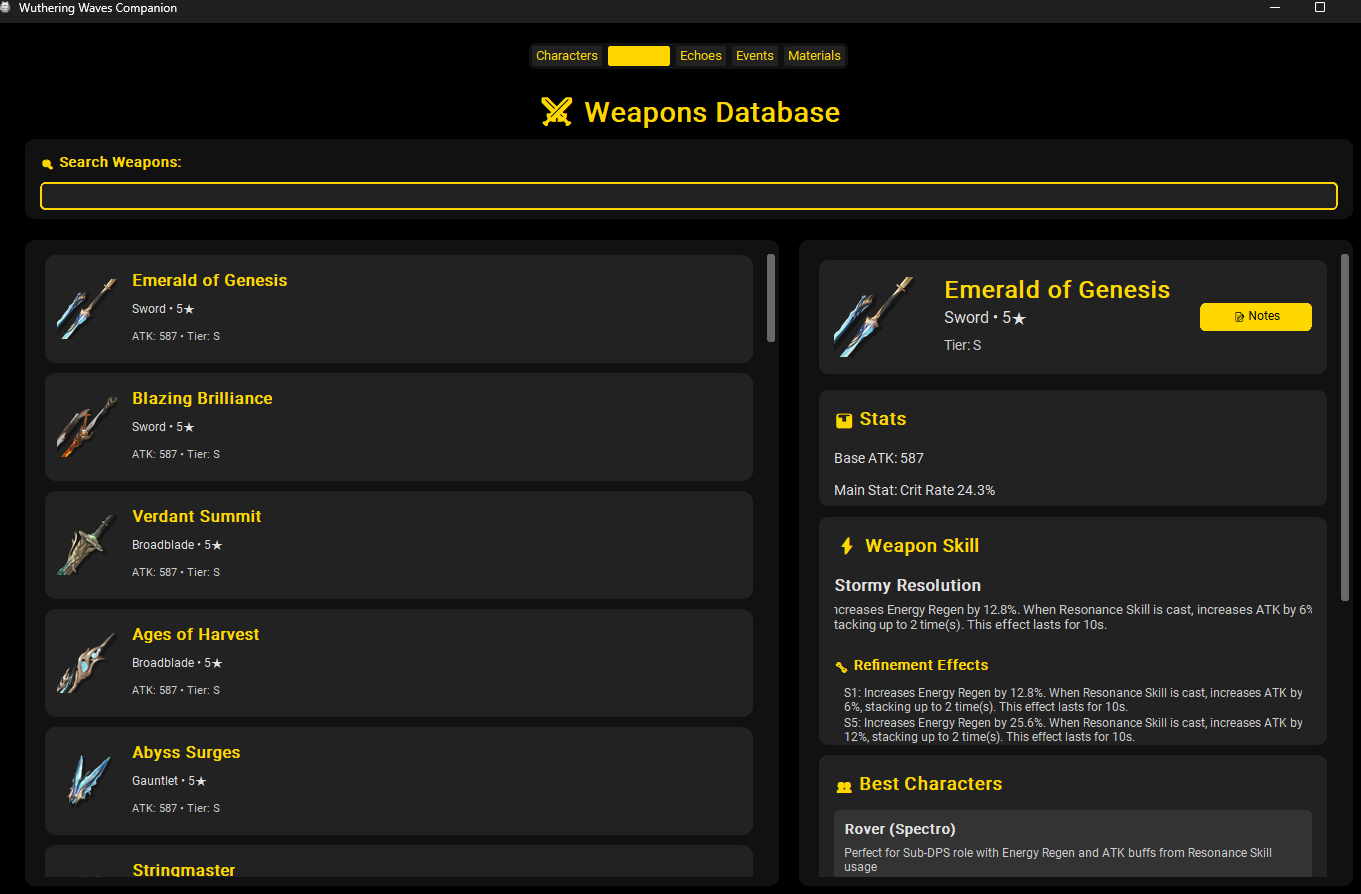 Wuthering Waves Companion
Characters
Echoes
Events
Materials
Weapons Database
Search Weapons:
Emerald of Genesis
Sword • 5★
ATK: 587 • Tier: S
Blazing Brilliance
Sword • 5★
ATK: 587 • Tier: S
Verdant Summit
Broadblade • 5★
ATK: 587 • Tier: S
Ages of Harvest
Broadblade • 5★
ATK: 587 • Tier: S
Abyss Surges
Gauntlet • 5★
ATK: 587 • Tier: S
Stringmaster
Emerald of Genesis
Sword • 5★
Tier: S
Notes
Stats
Base ATK: 587
Main Stat: Crit Rate 24.3%
Weapon Skill
Stormy Resolution
ncreases Energy Regen by 12.8%. When Resonance Skill is cast, increases ATK by 6%
tacking up to 2 time(s). This effect lasts for 10s.
Refinement Effects
S1: Increases Energy Regen by 12.8%. When Resonance Skill is cast, increases ATK by
6%, stacking up to 2 time(s). This effect lasts for 10s.
S5: Increases Energy Regen by 25.6%. When Resonance Skill is cast, increases ATK by
12%, stacking up to 2 time(s). This effect lasts for 10s.
Best Characters
Rover (Spectro)
Perfect for Sub-DPS role with Energy Regen and ATK buffs from Resonance Skill
usage